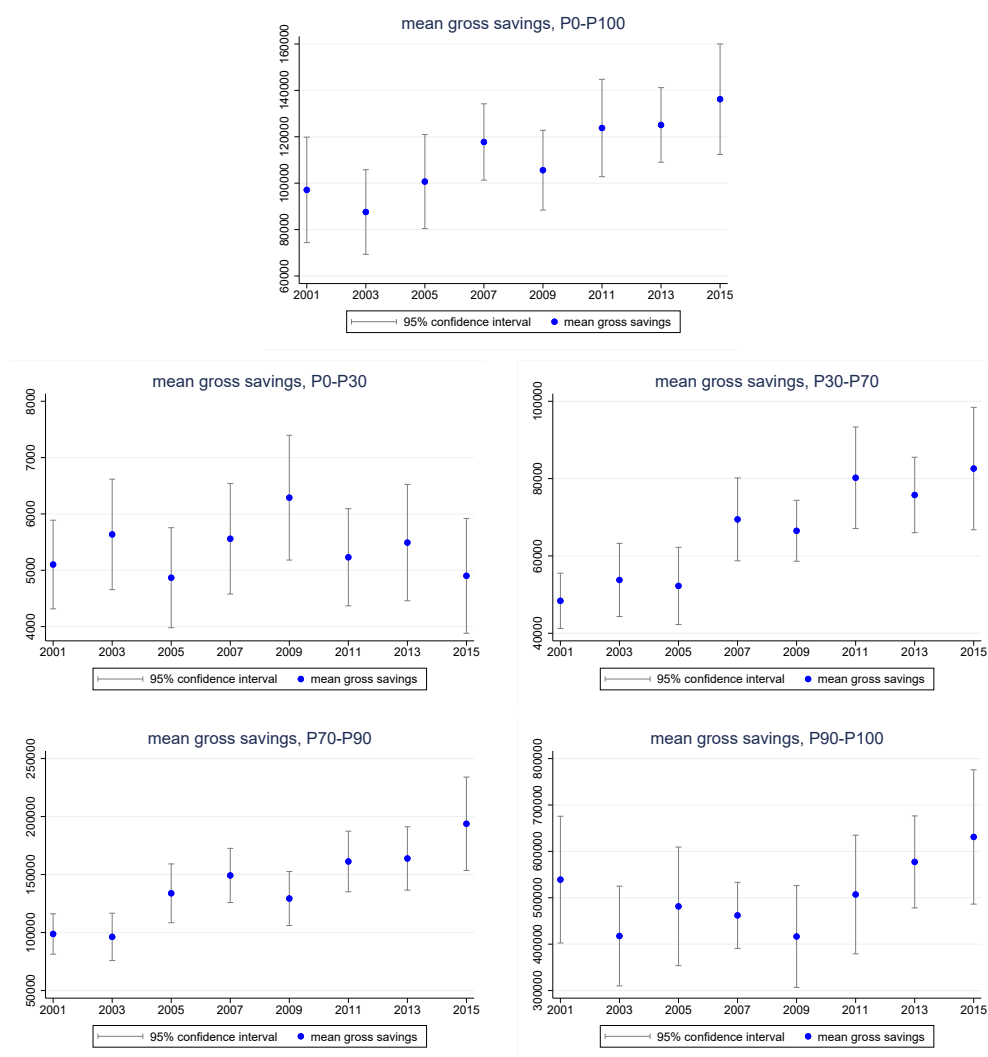 mean gross savings, P0-P100
160000
140000
120000
100000
80000
60000
2001 2003 2005 2007 2009 2011 2013 2015
95% confidence interval mean gross savings
mean gross savings, P0-P30
8000
7000
6000
5000
4000
2001 2003 2005 2007 2009 2011 2013 2015
95% confidence interval mean gross savings
mean gross savings, P30-P70
100000
80000
60000
40000
2001 2003 2005 2007 2009 2011 2013 2015
95% confidence interval mean gross savings
mean gross savings, P70-P90
250000
200000
150000
100000
50000
2001 2003 2005 2007 2009 2011 2013 2015
95% confidence interval mean gross savings
mean gross savings, P90-P100
800000
700000
600000
500000
400000
300000
2001 2003 2005 2007 2009 2011 2013 2015
95% confidence interval mean gross savings